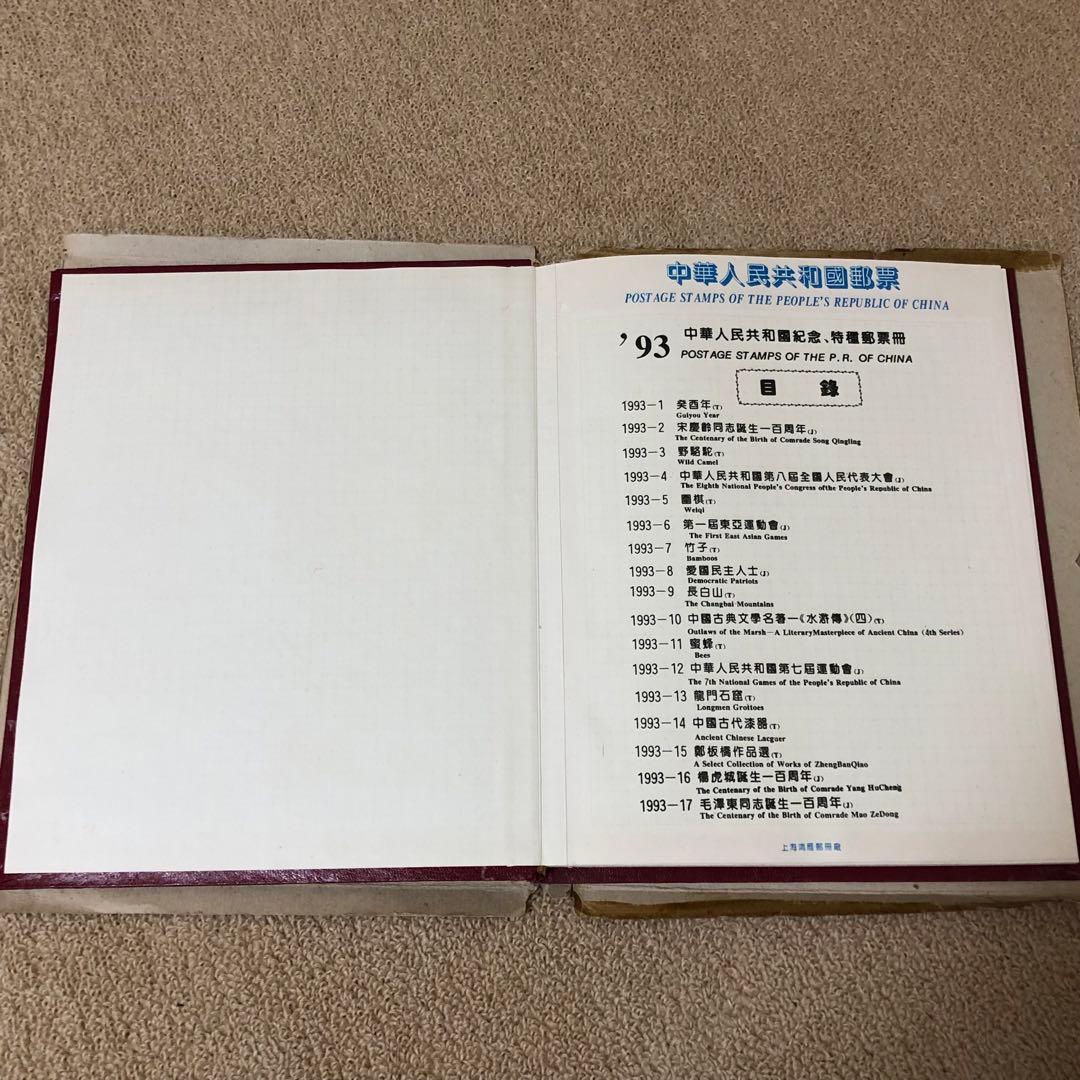 中華人民共和國郵票
POSTAGE STAMPS OF THE PEOPLE'S REPUBLIC OF CHINA
'93 中華人民共和國紀念、特種郵票冊
POSTAGE STAMPS OF THE P. R. OF CHINA
目 錄
1993-1 癸酉年(T)
Guiyou Year
1993-2 宋慶齡同志誕生一百周年(J)
The Centenary of the Birth of Comrade Song Qingling
1993-3 野駱駝(T)
Wild Camel
1993-4 中華人民共和國第八屆全國人民代表大會(J)
The Eighth National People's Congress ofthe People's Republic of China
1993-5 圍棋(T)
Weiqi
1993-6 第一屆東亞運動會(J)
The First East Asian Games
1993-7 竹子(T)
Bamboos
1993-8 愛國民主人士(J)
Democratic Patriots
1993-9 長白山(T)
The Changbai Mountains
1993-10 中國古典文學名著一《水滸傳》(四)(T)
Outlaws of the Marsh—A LiteraryMasterpiece of Ancient China (4th Series)
1993-11 蜜蜂(T)
Bees
1993-12 中華人民共和國第七屆運動會(J)
The 7th National Games of the People's Republic of China
1993-13 龍門石窟(T)
Longmen Groitoes
1993-14 中國古代漆器(T)
Ancient Chinese Lacguer
1993-15 鄭板橋作品選(T)
A Select Collection of Works of ZhengBanQiao
1993-16 楊虎城誕生一百周年(J)
The Centenary of the Birth of Comrade Yang HuCheng
1993-17 毛澤東同志誕生一百周年(J)
The Centenary of the Birth of Comrade Mao ZeDong
上海鴻雁郵冊廠